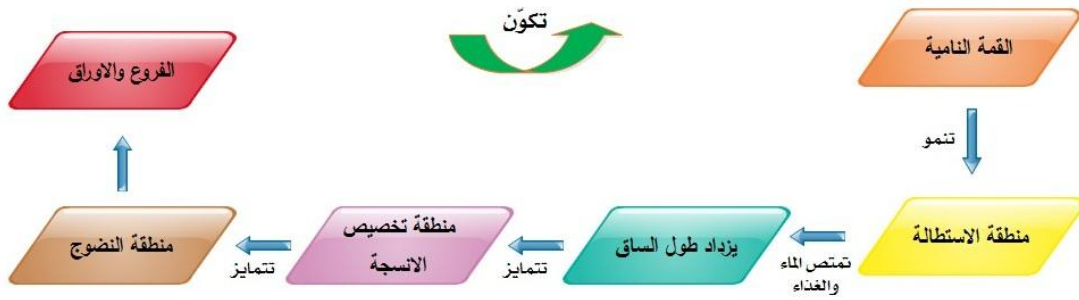 تكوّن
القمة النامية
الفروع والاوراق
تنمو
منطقة الاستطالة
تمتص الماء
والغذاء
يزداد طول الساق
تتمايز
منطقة تخصيص
الانسجة
تتمايز
منطقة النضوج